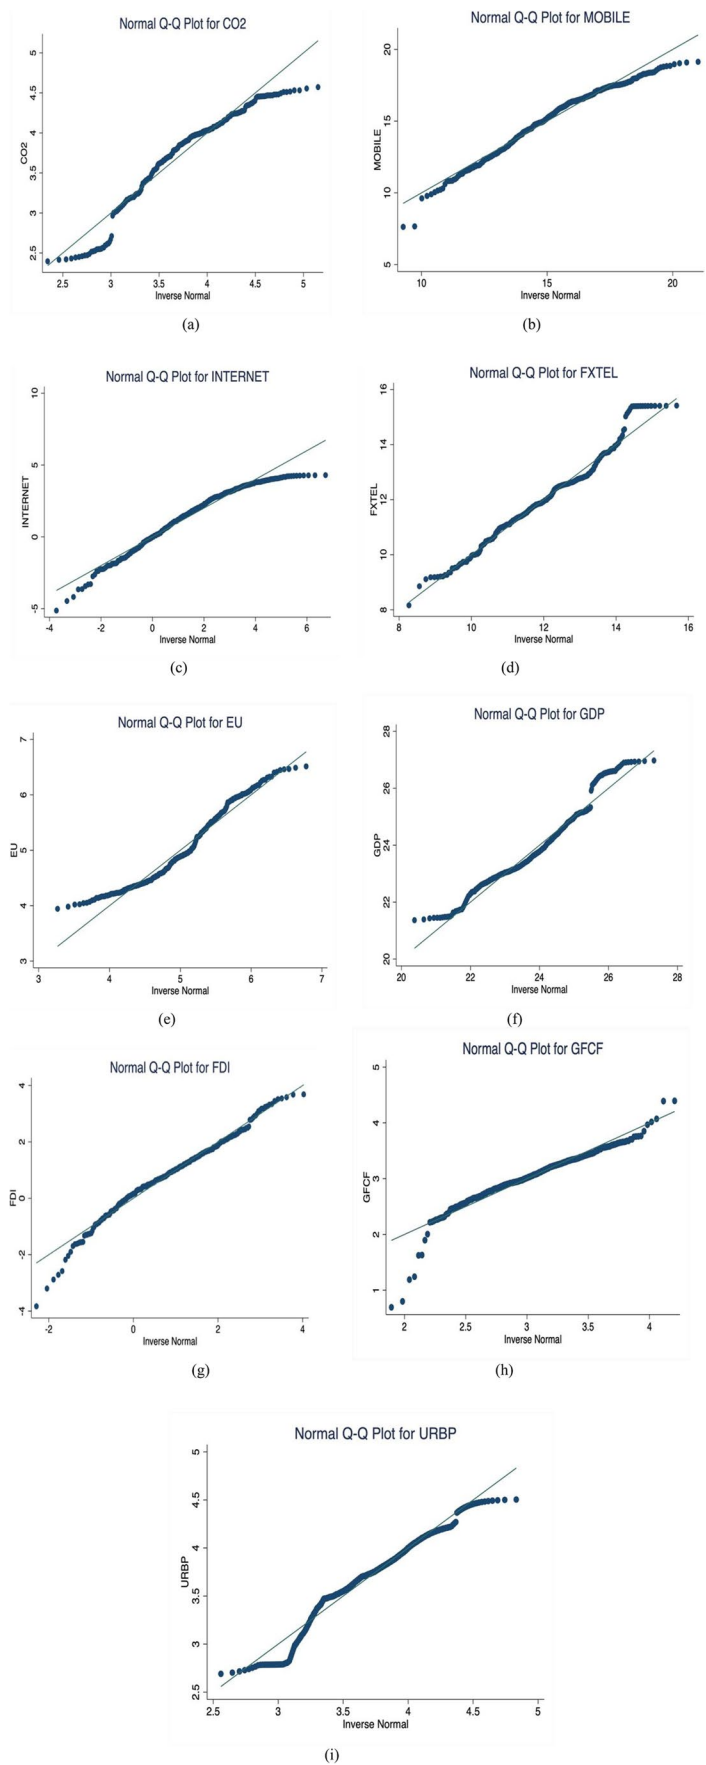 Normal Q-Q Plot for CO2
5
4.5
4
3.5
3
2.5
CO2
2.5 3 3.5 4 4.5 5
Inverse Normal
(a)
Normal Q-Q Plot for MOBILE
20
15
10
5
MOBILE
10 15 20
Inverse Normal
(b)
Normal Q-Q Plot for INTERNET
10
5
0
-5
INTERNET
-4 -2 0 2 4 6
Inverse Normal
(c)
Normal Q-Q Plot for FXTEL
16
14
12
10
8
FXTEL
8 10 12 14 16
Inverse Normal
(d)
Normal Q-Q Plot for EU
7
6
5
4
3
EU
3 4 5 6 7
Inverse Normal
(e)
Normal Q-Q Plot for GDP
28
26
24
22
20
GDP
20 22 24 26 28
Inverse Normal
(f)
Normal Q-Q Plot for FDI
4
2
0
-2
-4
FDI
-2 0 2 4
Inverse Normal
(g)
Normal Q-Q Plot for GFCF
5
4
3
2
1
GFCF
2 2.5 3 3.5 4
Inverse Normal
(h)
Normal Q-Q Plot for URBP
5
4.5
4
3.5
3
2.5
URBP
2.5 3 3.5 4 4.5 5
Inverse Normal
(i)